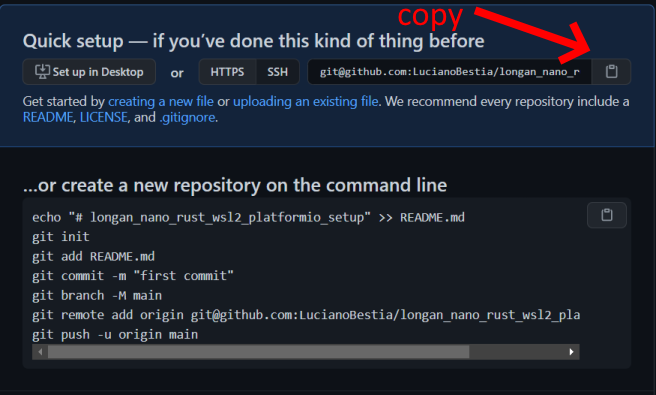 copy
Quick setup — if you've done this kind of thing before
Set up in Desktop or HTTPS SSH git@github.com:LucianoBestia/longan_nano_r
Get started by creating a new file or uploading an existing file. We recommend every repository include a
README, LICENSE, and .gitignore.
...or create a new repository on the command line
echo "# longan_nano_rust_wsl2_platformio_setup" >> README.md
git init
git add README.md
git commit -m "first commit"
git branch -M main
git remote add origin git@github.com:LucianoBestia/longan_nano_rust_wsl2_pla
git push -u origin main